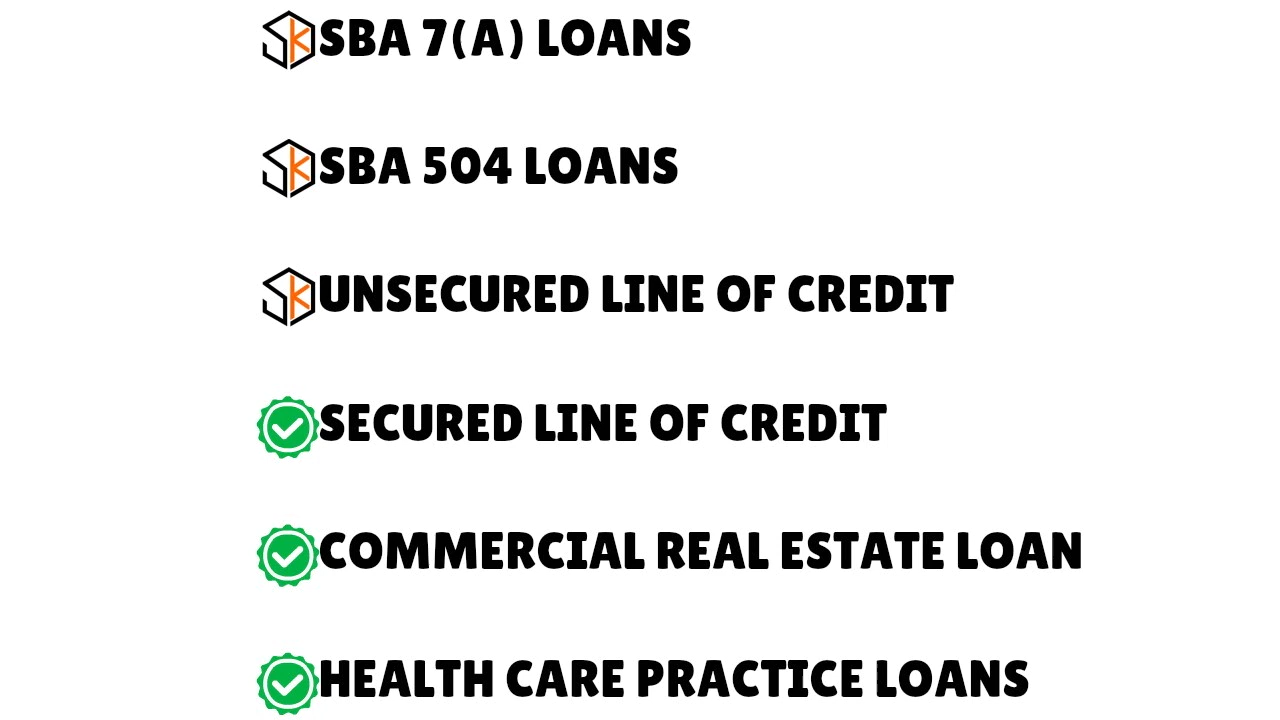 SBA 7(A) LOANS
SBA 504 LOANS
UNSECURED LINE OF CREDIT
SECURED LINE OF CREDIT
COMMERCIAL REAL ESTATE LOAN
HEALTH CARE PRACTICE LOANS